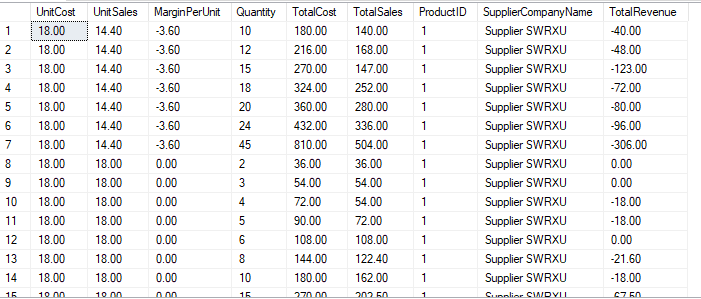 UnitCost UnitSales MarginPerUnit Quantity TotalCost TotalSales ProductID SupplierCompanyName TotalRevenue
1 18.00 14.40 -3.60 10 180.00 140.00 1 Supplier SWRXU -40.00
2 18.00 14.40 -3.60 12 216.00 168.00 1 Supplier SWRXU -48.00
3 18.00 14.40 -3.60 15 270.00 147.00 1 Supplier SWRXU -123.00
4 18.00 14.40 -3.60 18 324.00 252.00 1 Supplier SWRXU -72.00
5 18.00 14.40 -3.60 20 360.00 280.00 1 Supplier SWRXU -80.00
6 18.00 14.40 -3.60 24 432.00 336.00 1 Supplier SWRXU -96.00
7 18.00 14.40 -3.60 45 810.00 504.00 1 Supplier SWRXU -306.00
8 18.00 18.00 0.00 2 36.00 36.00 1 Supplier SWRXU 0.00
9 18.00 18.00 0.00 3 54.00 54.00 1 Supplier SWRXU 0.00
10 18.00 18.00 0.00 4 72.00 54.00 1 Supplier SWRXU -18.00
11 18.00 18.00 0.00 5 90.00 72.00 1 Supplier SWRXU -18.00
12 18.00 18.00 0.00 6 108.00 108.00 1 Supplier SWRXU 0.00
13 18.00 18.00 0.00 8 144.00 122.40 1 Supplier SWRXU -21.60
14 18.00 18.00 0.00 10 180.00 162.00 1 Supplier SWRXU -18.00
15 18.00 18.00 0.00 15 270.00 202.50 1 Supplier SWRXU -67.50